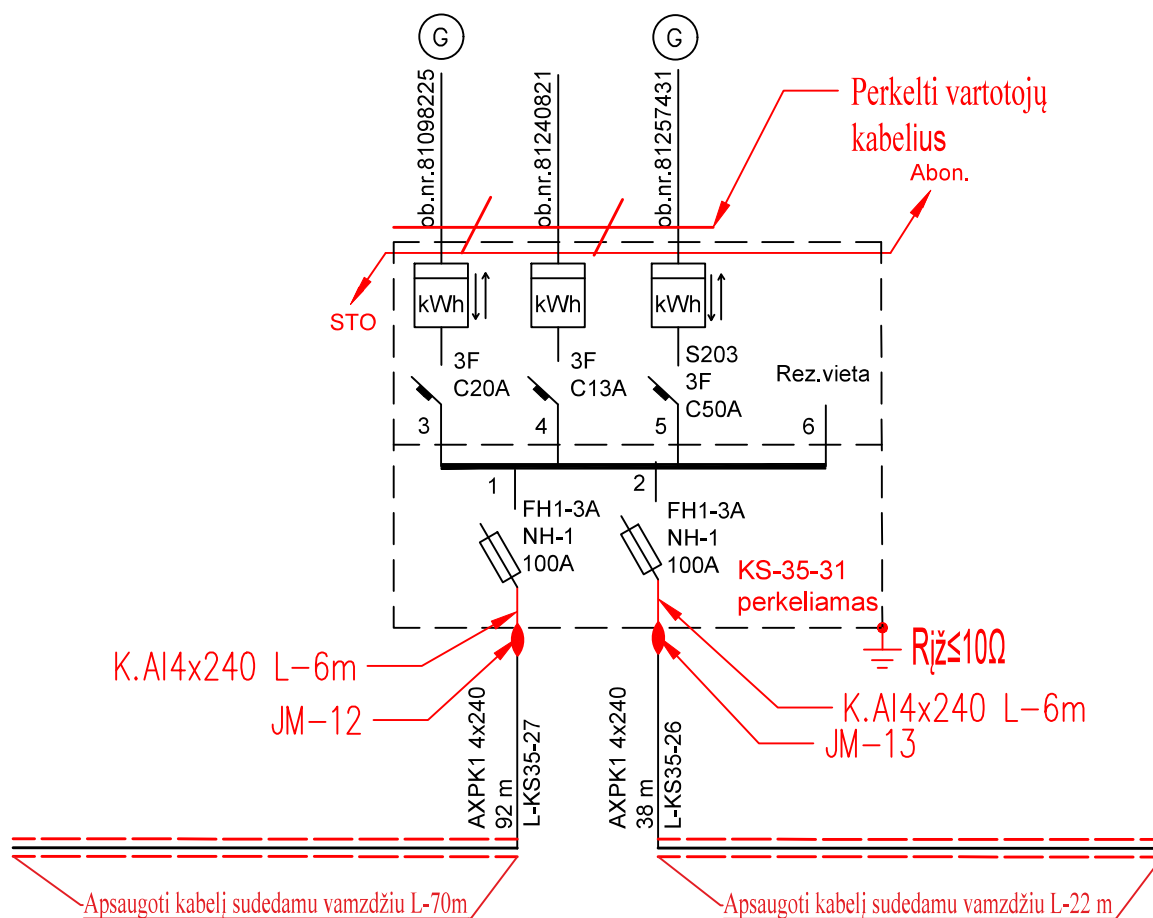 G
G
ob.nr.81098225
ob.nr.81240821
ob.nr.81257431
Perkelti vartotojų
kabelius
Abon.
STO
kWh
kWh
kWh
3F
C20A
3F
C13A
S203
3F
C50A
Rez.vieta
3
4
5
6
1
2
FH1-3A
NH-1
100A
FH1-3A
NH-1
100A
KS-35-31
perkeliamas
Rįž≤10Ω
K.Al4x240 L-6m
JM-12
K.Al4x240 L-6m
JM-13
AXPK1 4x240
92 m
L-KS35-27
AXPK1 4x240
38 m
L-KS35-26
Apsaugoti kabelį sudedamu vamzdžiu L-70m
Apsaugoti kabelį sudedamu vamzdžiu L-22 m